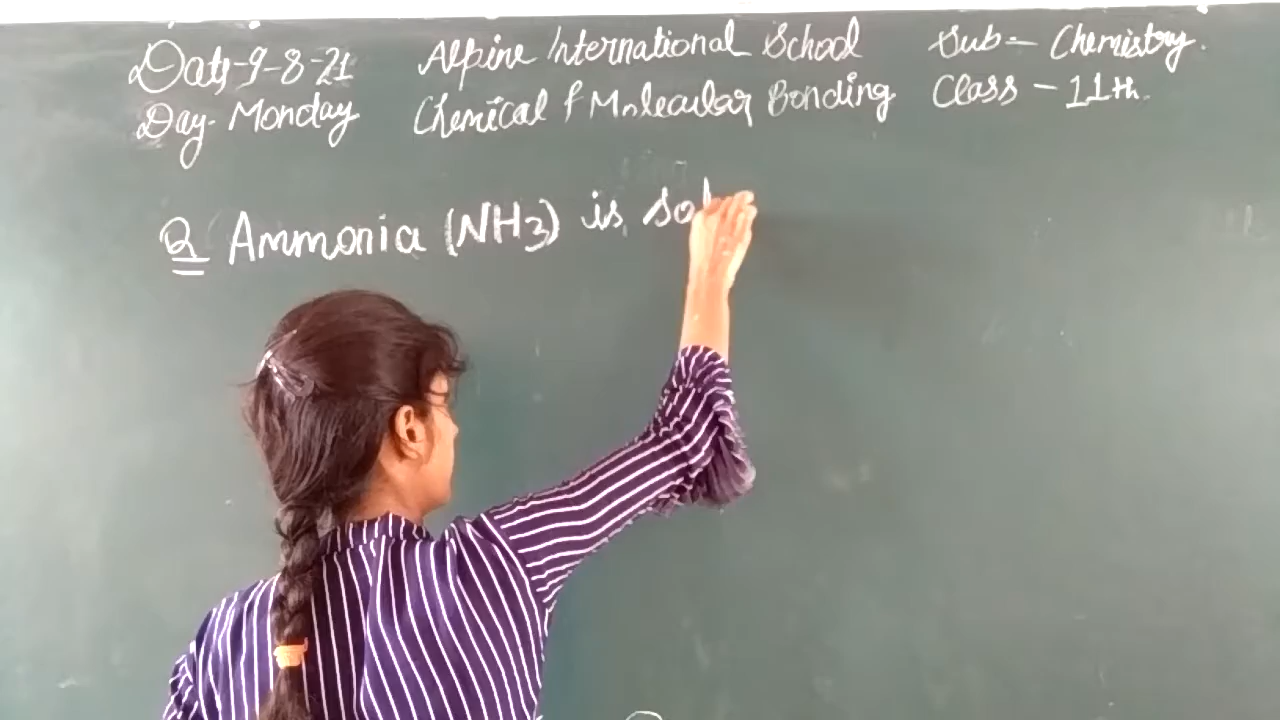 Date-9-8-21 Alpine International School Sub:- Chemistry.
Day- Monday Chemical & Molecular Bonding Class - 11th.
Q Ammonia (NH3) is sol